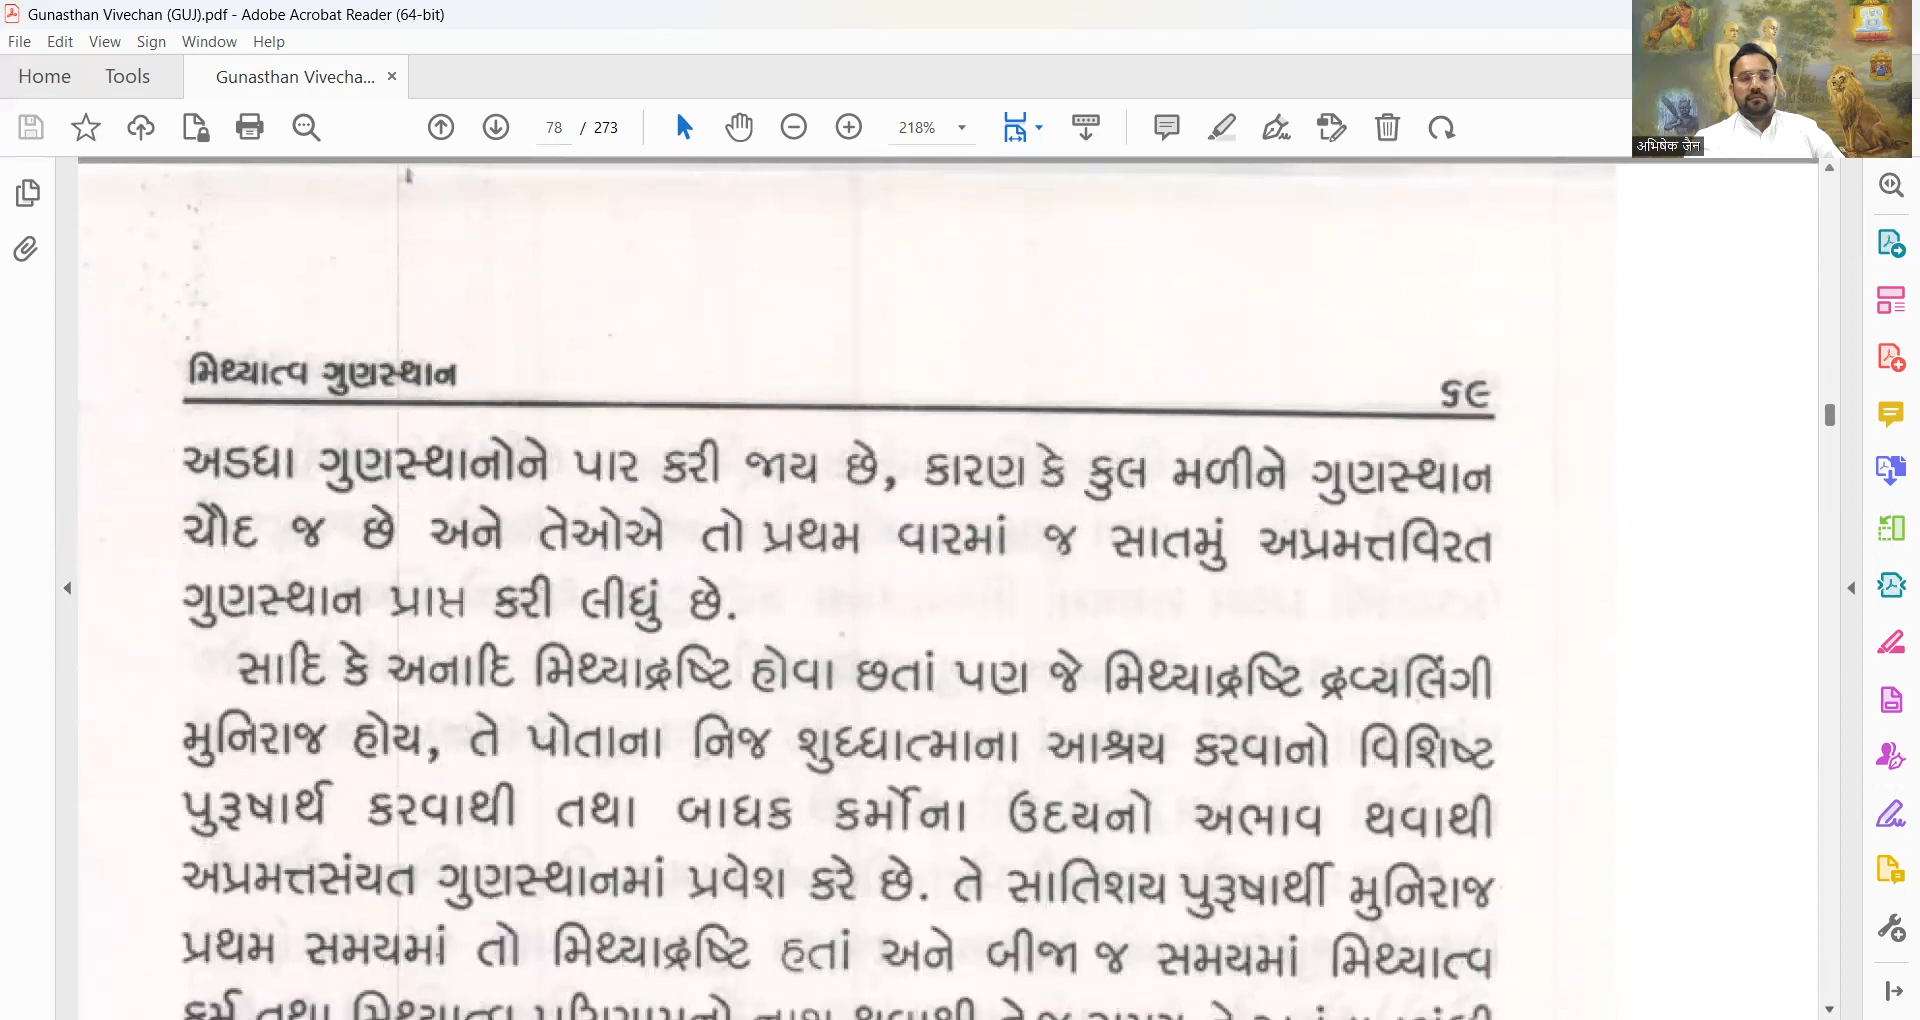 Gunasthan Vivechan (GUJ).pdf - Adobe Acrobat Reader (64-bit)
File Edit View Sign Window Help
Home Tools Gunasthan Vivecha... ×
78 / 273 218%
अभिषेक जैन
મિથ્યાત્વ ગુણસ્થાન ૬૯
અડધા ગુણસ્થાનોને પાર કરી જાય છે, કારણ કે કુલ મળીને ગુણસ્થાન
ચૌદ જ છે અને તેઓએ તો પ્રથમ વારમાં જ સાતમું અપ્રમત્તવિરત
ગુણસ્થાન પ્રાપ્ત કરી લીધું છે.
સાદિ કે અનાદિ મિથ્યાદ્રષ્ટિ હોવા છતાં પણ જે મિથ્યાદ્રષ્ટિ દ્રવ્યલિંગી
મુનિરાજ હોય, તે પોતાના નિજ શુદ્ધાત્માના આશ્રય કરવાનો વિશિષ્ટ
પુરૂષાર્થ કરવાથી તથા બાધક કર્મોના ઉદયનો અભાવ થવાથી
અપ્રમત્તસંયત ગુણસ્થાનમાં પ્રવેશ કરે છે. તે સાતિશય પુરૂષાર્થી મુનિરાજ
પ્રથમ સમયમાં તો મિથ્યાદ્રષ્ટિ હતાં અને બીજા જ સમયમાં મિથ્યાત્વ